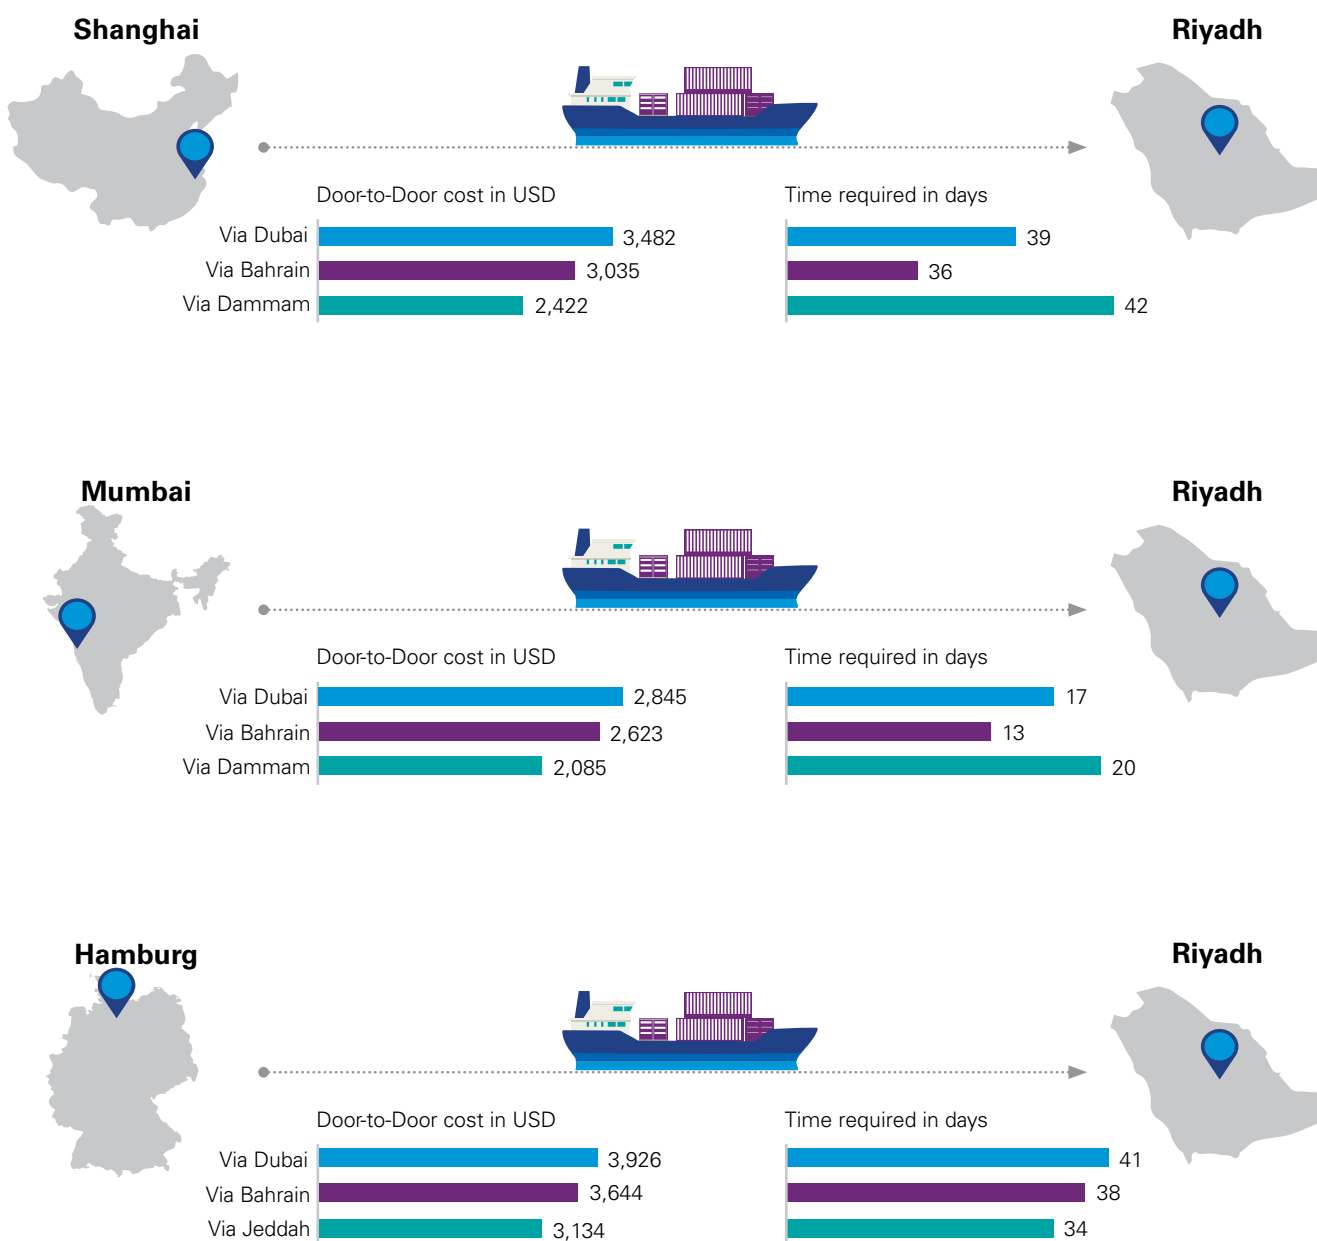 Shanghai
Riyadh
Door-to-Door cost in USD
Time required in days
Via Dubai 3,482 39
Via Bahrain 3,035 36
Via Dammam 2,422 42
Mumbai
Riyadh
Door-to-Door cost in USD
Time required in days
Via Dubai 2,845 17
Via Bahrain 2,623 13
Via Dammam 2,085 20
Hamburg
Riyadh
Door-to-Door cost in USD
Time required in days
Via Dubai 3,926 41
Via Bahrain 3,644 38
Via Jeddah 3,134 34